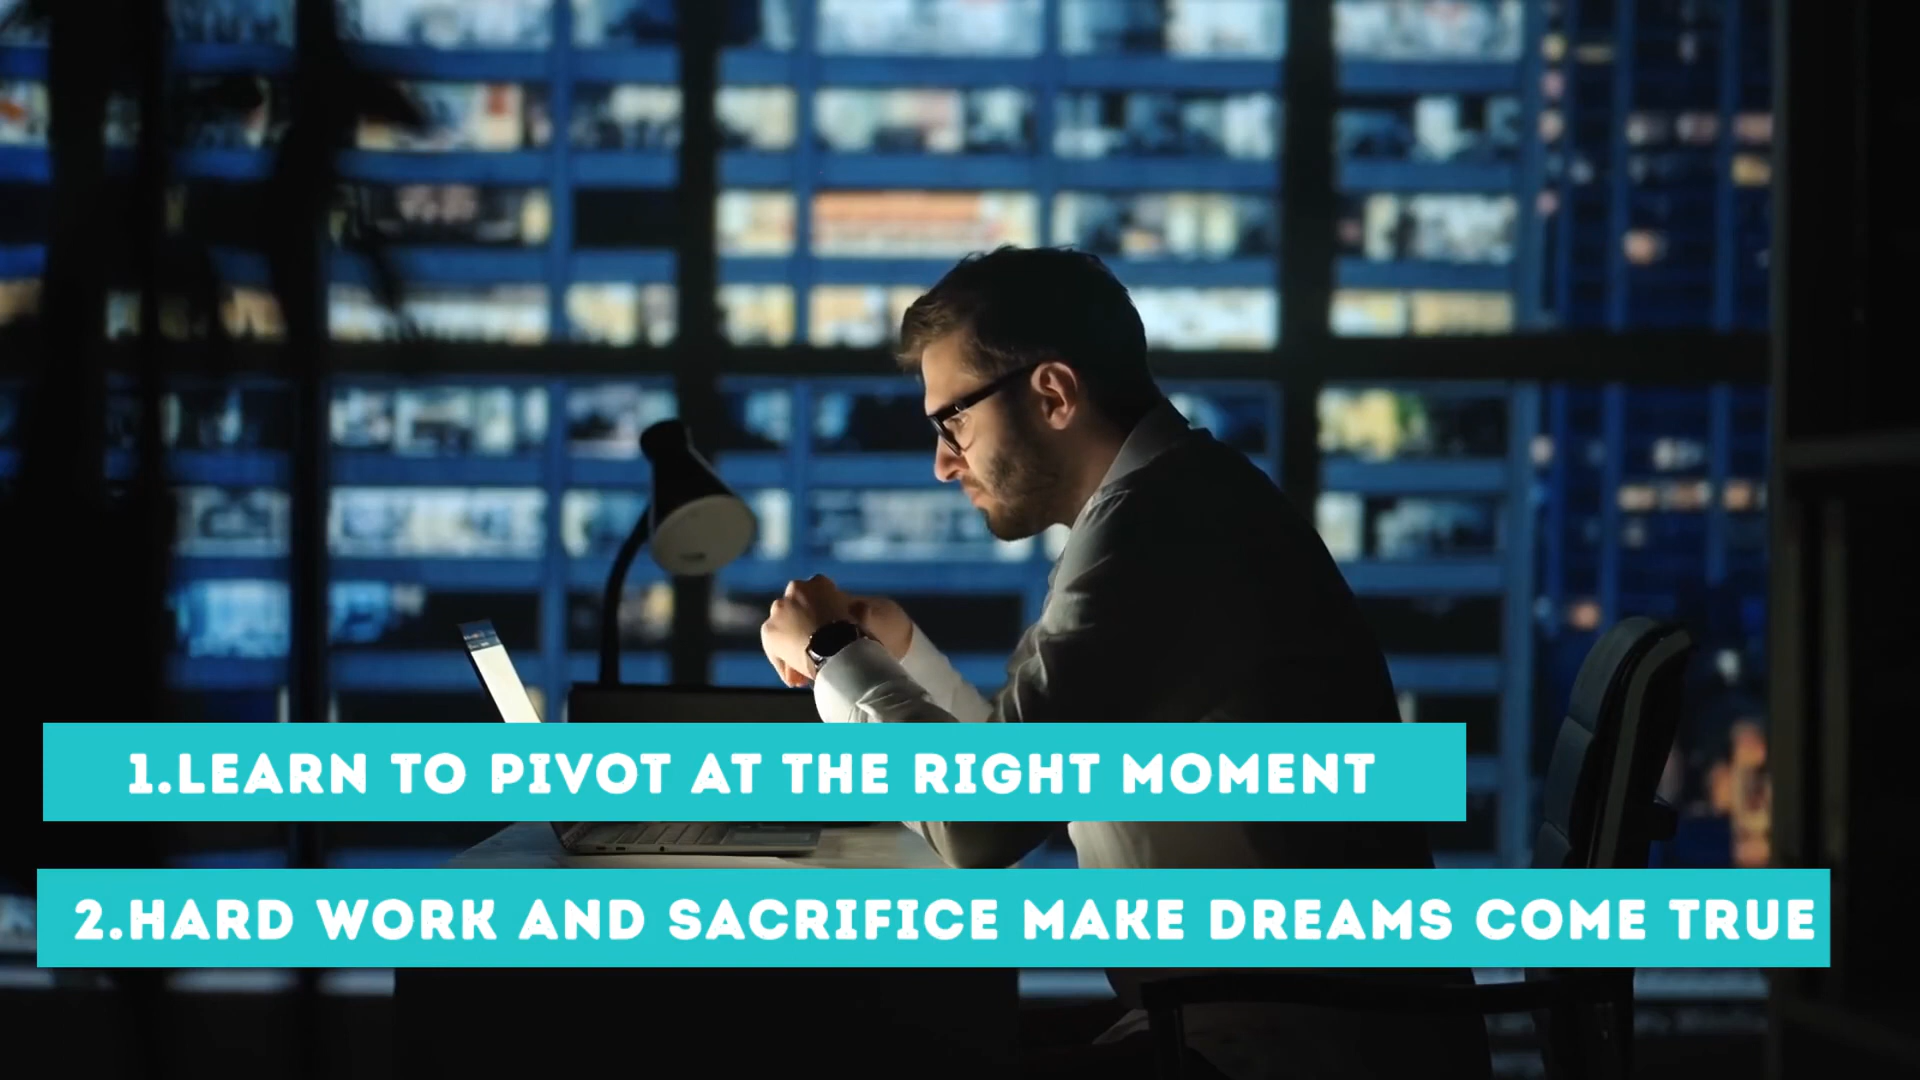 1.LEARN TO PIVOT AT THE RIGHT MOMENT
2.HARD WORK AND SACRIFICE MAKE DREAMS COME TRUE